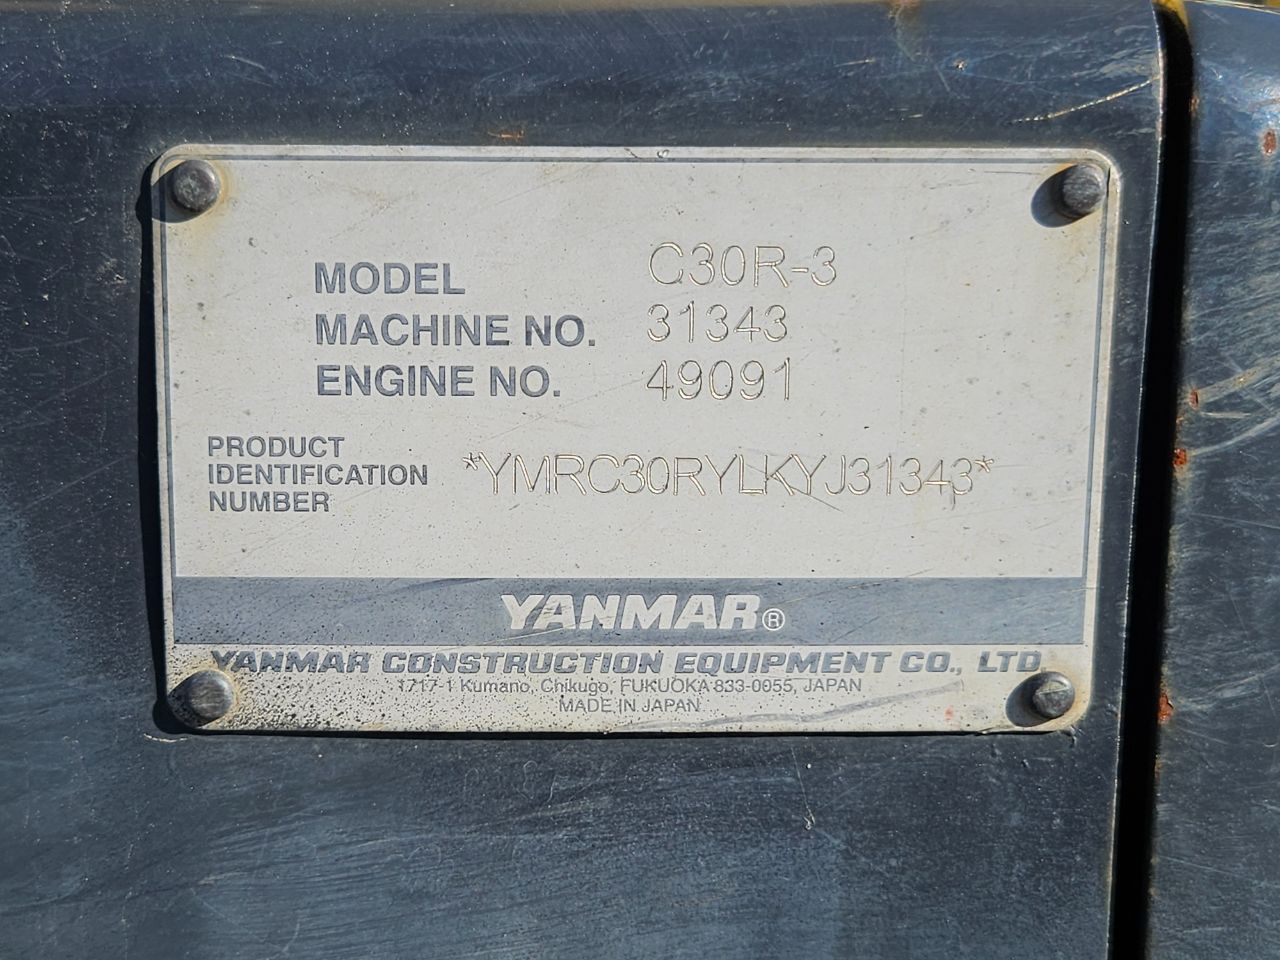 MODEL C30R-3
MACHINE NO. 31343
ENGINE NO. 49091
PRODUCT
IDENTIFICATION
NUMBER
*YMRC30RYLKYJ31343*
YANMAR®
YANMAR CONSTRUCTION EQUIPMENT CO., LTD.
1717-1 Kumano, Chikugo, FUKUOKA 833-0055, JAPAN
MADE IN JAPAN